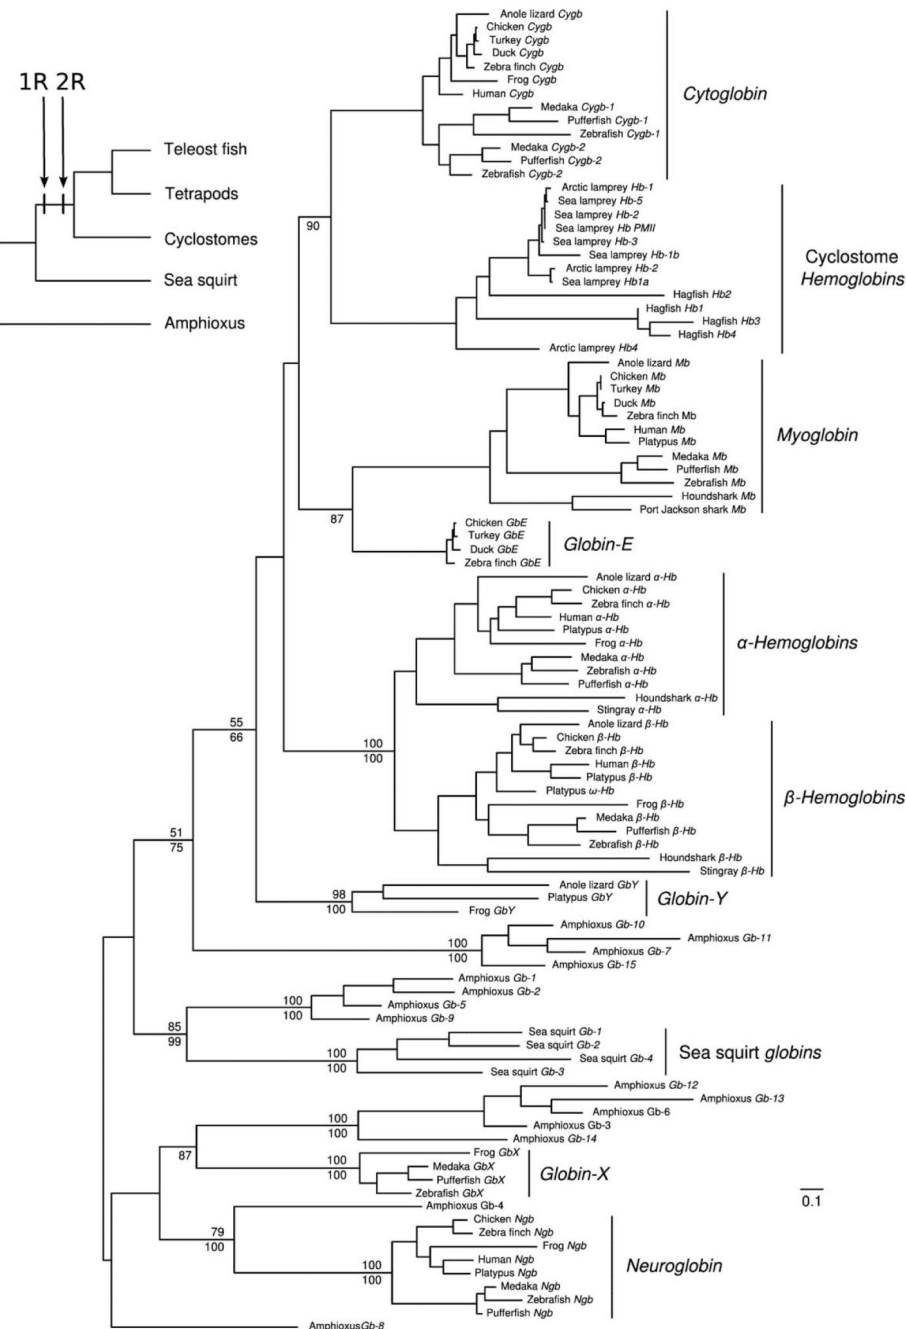 1R 2R
Teleost fish
Tetrapods
Cyclostomes
Sea squirt
Amphioxus
Anole lizard Cygb
Chicken Cygb
Turkey Cygb
Duck Cygb
Zebra finch Cygb
Frog Cygb
Human Cygb
Medaka Cygb-1
Pufferfish Cygb-1
Zebrafish Cygb-1
Medaka Cygb-2
Pufferfish Cygb-2
Zebrafish Cygb-2
Cytoglobin
Arctic lamprey Hb-1
Sea lamprey Hb-5
Sea lamprey Hb-2
Sea lamprey Hb PMII
Sea lamprey Hb-3
Sea lamprey Hb-1b
Arctic lamprey Hb-2
Sea lamprey Hb1a
Hagfish Hb2
Hagfish Hb1
Hagfish Hb3
Hagfish Hb4
Arctic lamprey Hb4
Cyclostome
Hemoglobins
90
Anole lizard Mb
Chicken Mb
Turkey Mb
Duck Mb
Zebra finch Mb
Human Mb
Platypus Mb
Medaka Mb
Pufferfish Mb
Zebrafish Mb
Houndshark Mb
Port Jackson shark Mb
Myoglobin
87
Chicken GbE
Turkey GbE
Duck GbE
Zebra finch GbE
Globin-E
Anole lizard α-Hb
Chicken α-Hb
Zebra finch α-Hb
Human α-Hb
Platypus α-Hb
Frog α-Hb
Medaka α-Hb
Zebrafish α-Hb
Pufferfish α-Hb
Houndshark α-Hb
Stingray α-Hb
α-Hemoglobins
55
66
100
100
Anole lizard β-Hb
Chicken β-Hb
Zebra finch β-Hb
Human β-Hb
Platypus β-Hb
Platypus ω-Hb
Frog β-Hb
Medaka β-Hb
Pufferfish β-Hb
Zebrafish β-Hb
Houndshark β-Hb
Stingray β-Hb
β-Hemoglobins
51
75
98
100
Anole lizard GbY
Platypus GbY
Frog GbY
Globin-Y
100
100
Amphioxus Gb-10
Amphioxus Gb-11
Amphioxus Gb-7
Amphioxus Gb-15
100
100
Amphioxus Gb-1
Amphioxus Gb-2
Amphioxus Gb-5
Amphioxus Gb-9
85
99
100
100
Sea squirt Gb-1
Sea squirt Gb-2
Sea squirt Gb-4
Sea squirt Gb-3
Sea squirt globins
100
100
Amphioxus Gb-12
Amphioxus Gb-13
Amphioxus Gb-6
Amphioxus Gb-3
Amphioxus Gb-14
87
100
100
Frog GbX
Medaka GbX
Pufferfish GbX
Zebrafish GbX
Globin-X
0.1
79
100
Amphioxus Gb-4
100
100
Chicken Ngb
Zebra finch Ngb
Frog Ngb
Human Ngb
Platypus Ngb
Medaka Ngb
Zebrafish Ngb
Pufferfish Ngb
Neuroglobin
AmphioxusGb-8